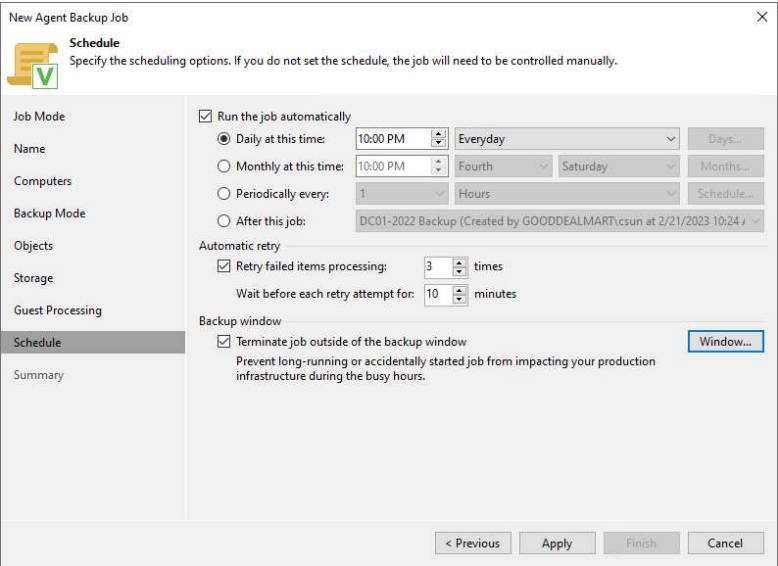 New Agent Backup Job
Schedule
Specify the scheduling options. If you do not set the schedule, the job will need to be controlled manually.
Job Mode
Name
Computers
Backup Mode
Objects
Storage
Guest Processing
Schedule
Summary
Run the job automatically
Daily at this time: 10:00 PM Everyday Days...
Monthly at this time: 10:00 PM Fourth Saturday Months...
Periodically every: 1 Hours Schedule...
After this job: DC01-2022 Backup (Created by GOODDEALMART\csun at 2/21/2023 10:24
Automatic retry
Retry failed items processing: 3 times
Wait before each retry attempt for: 10 minutes
Backup window
Terminate job outside of the backup window Window...
Prevent long-running or accidentally started job from impacting your production
infrastructure during the busy hours.
< Previous Apply Finish Cancel